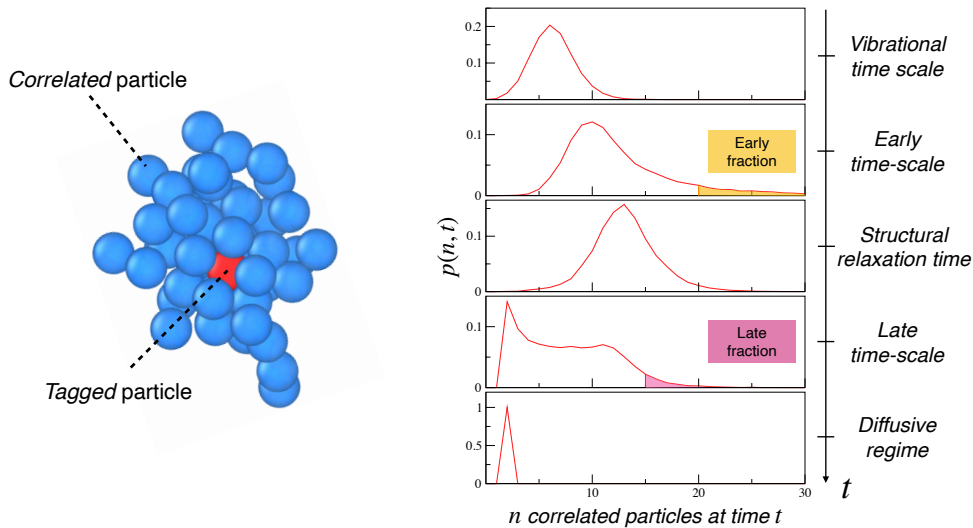 Correlated particle
Tagged particle
p(n, t)
0.2
0.1
Vibrational
time scale
0.1
0
Early
fraction
Early
time-scale
0.1
0
Structural
relaxation time
0.1
0
Late
fraction
Late
time-scale
1
0.5
0
Diffusive
regime
10
20
30
t
n correlated particles at time t